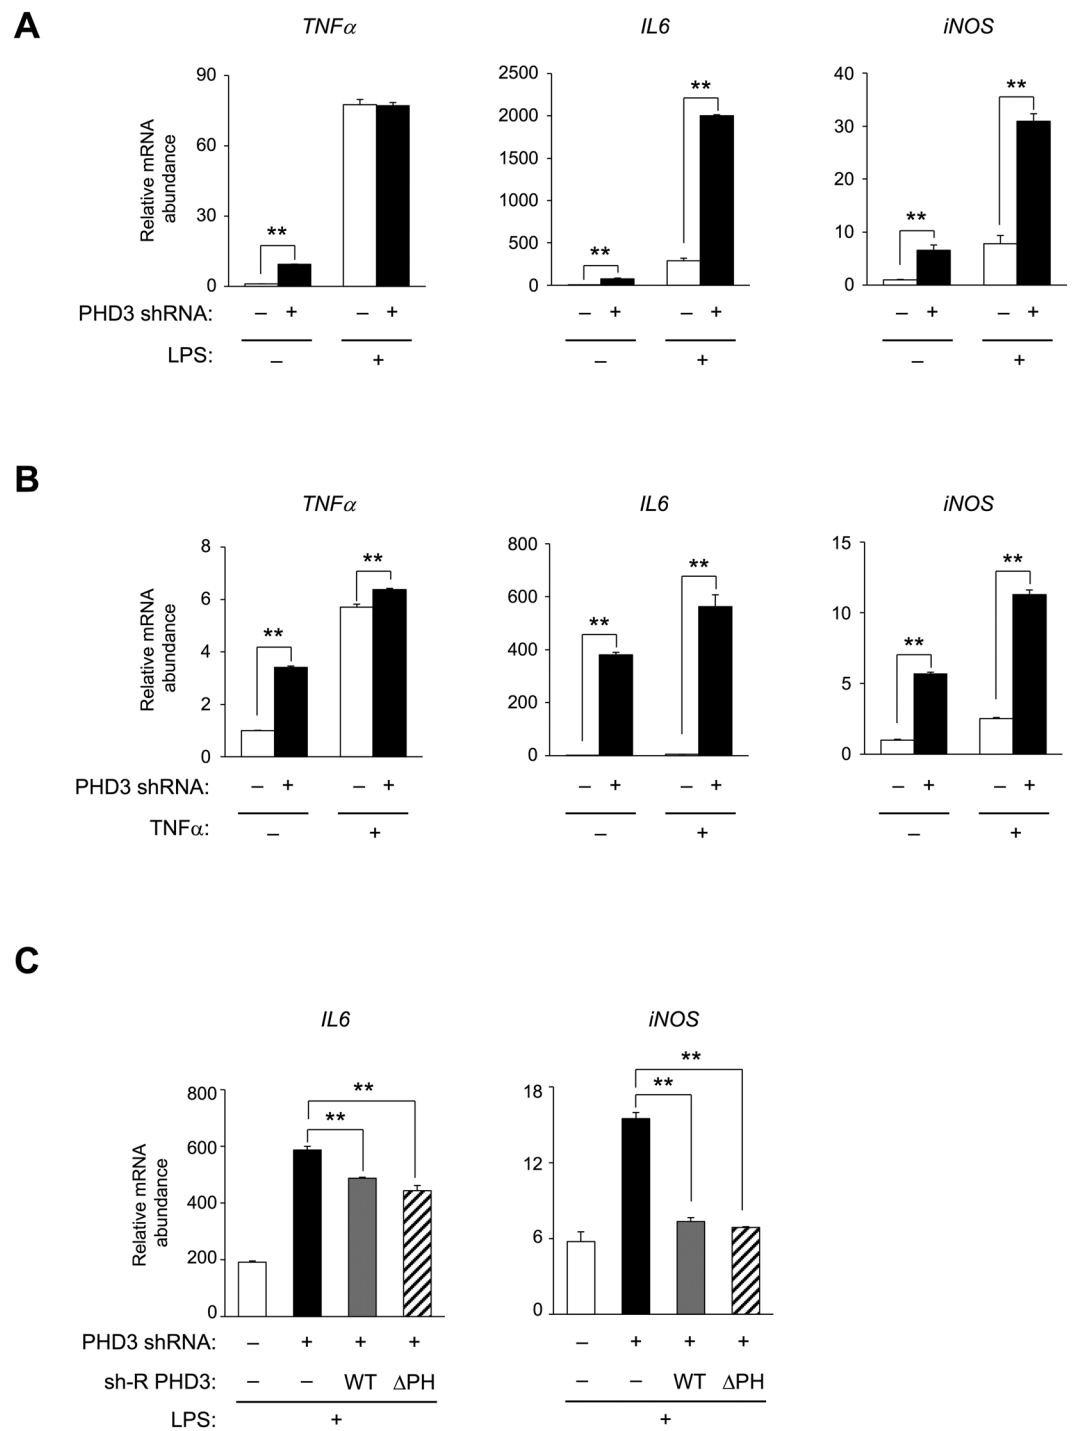 A
TNFα IL6 iNOS
Relative mRNA abundance
90 60 30 0
**
2500 2000 1500 1000 500 0
** **
40 30 20 10 0
** **
PHD3 shRNA: – + – + – + – + – + – +
LPS: – + – + – +
B
TNFα IL6 iNOS
Relative mRNA abundance
8 6 4 2 0
** **
800 600 400 200 0
** **
15 10 5 0
** **
PHD3 shRNA: – + – + – + – + – + – +
TNFα: – + – + – +
C
IL6 iNOS
Relative mRNA abundance
800 600 400 200 0
** **
18 12 6 0
** **
PHD3 shRNA: – + + + – + + +
sh-R PHD3: – – WT ΔPH – – WT ΔPH
LPS: + +